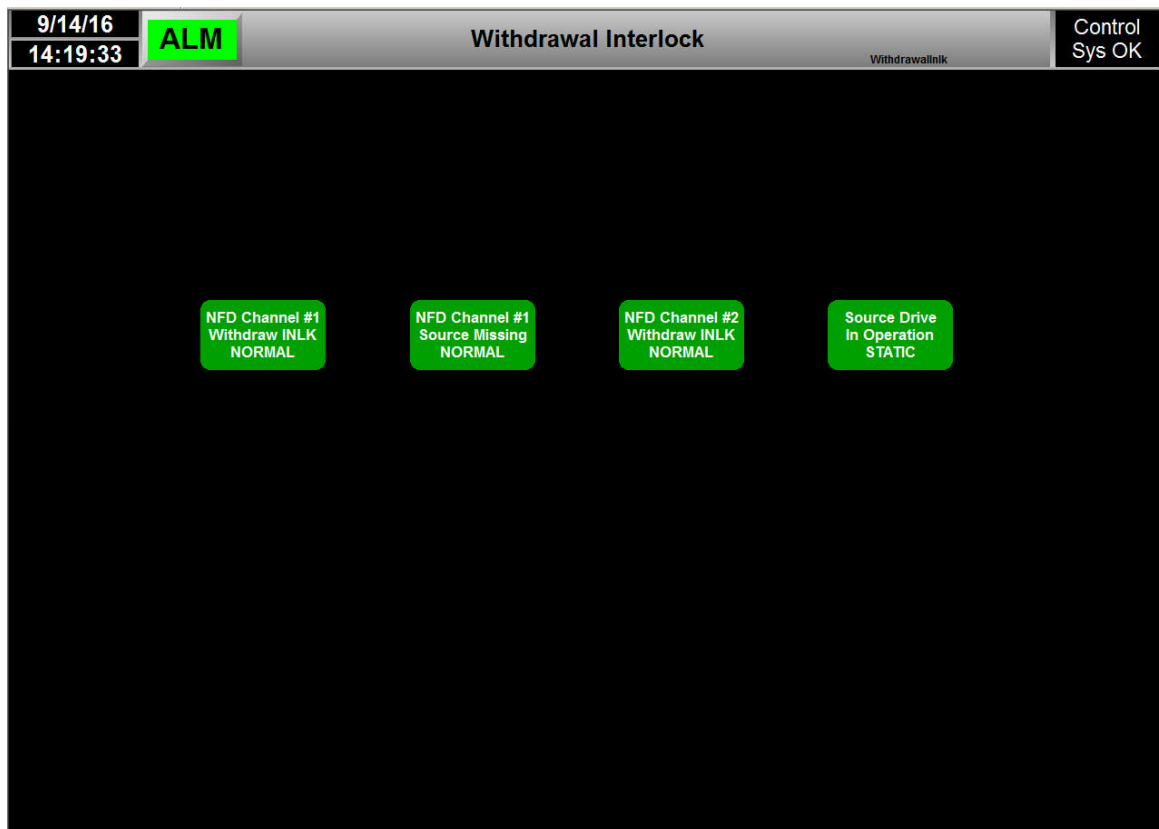 9/14/16
14:19:33
ALM
Withdrawal Interlock
WithdrawalInlk
Control
Sys OK
NFD Channel #1
Withdraw INLK
NORMAL
NFD Channel #1
Source Missing
NORMAL
NFD Channel #2
Withdraw INLK
NORMAL
Source Drive
In Operation
STATIC